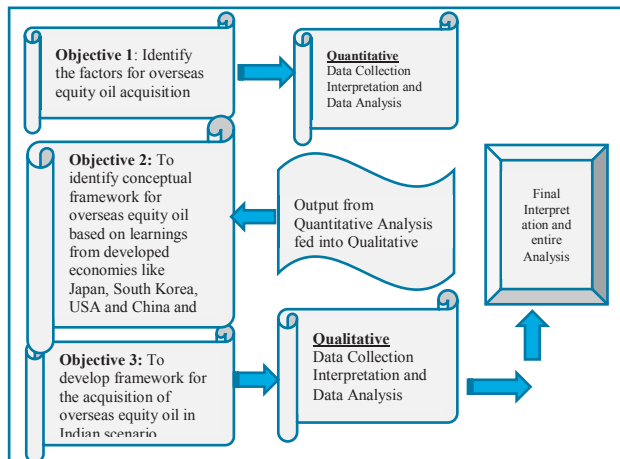 Objective 1: Identify
the factors for overseas
equity oil acquisition
Quantitative
Data Collection
Interpretation and
Data Analysis
Objective 2: To
identify conceptual
framework for
overseas equity oil
based on learnings
from developed
economies like
Japan, South Korea,
USA and China and
Output from
Quantitative Analysis
fed into Qualitative
Final
Interpret
ation and
entire
Analysis
Objective 3: To
develop framework for
the acquisition of
overseas equity oil in
Indian scenario
Qualitative
Data Collection
Interpretation and
Data Analysis